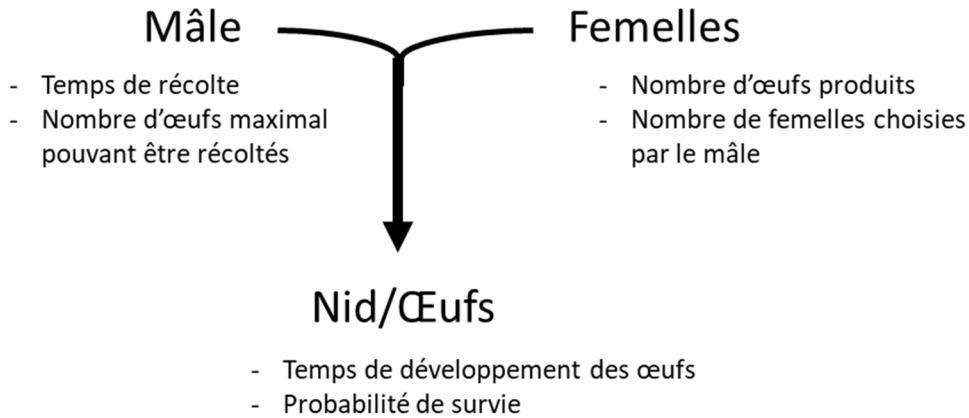 Mâle
- Temps de récolte
- Nombre d'œufs maximal
pouvant être récoltés
Femelles
- Nombre d'œufs produits
- Nombre de femelles choisies
par le mâle
Nid/Œufs
- Temps de développement des œufs
- Probabilité de survie